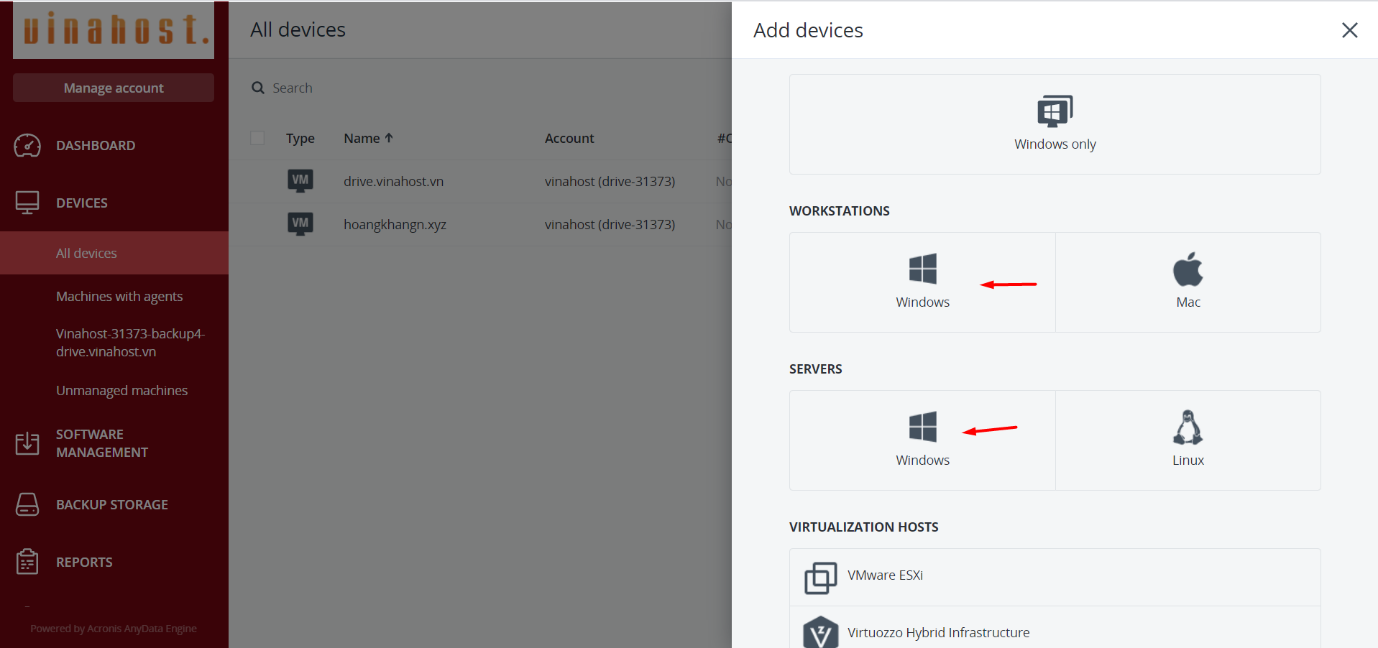 vinahost.
Manage account
DASHBOARD
DEVICES
All devices
Machines with agents
Vinahost-31373-backup4-
drive.vinahost.vn
Unmanaged machines
SOFTWARE
MANAGEMENT
BACKUP STORAGE
REPORTS
Powered by Acronis AnyData Engine
All devices
Search
Type Name Account
VM drive.vinahost.vn vinahost (drive-31373) No
VM hoangkhangn.xyz vinahost (drive-31373) No
Add devices
Windows only
WORKSTATIONS
Windows Mac
SERVERS
Windows Linux
VIRTUALIZATION HOSTS
VMware ESXi
Virtuozzo Hybrid Infrastructure